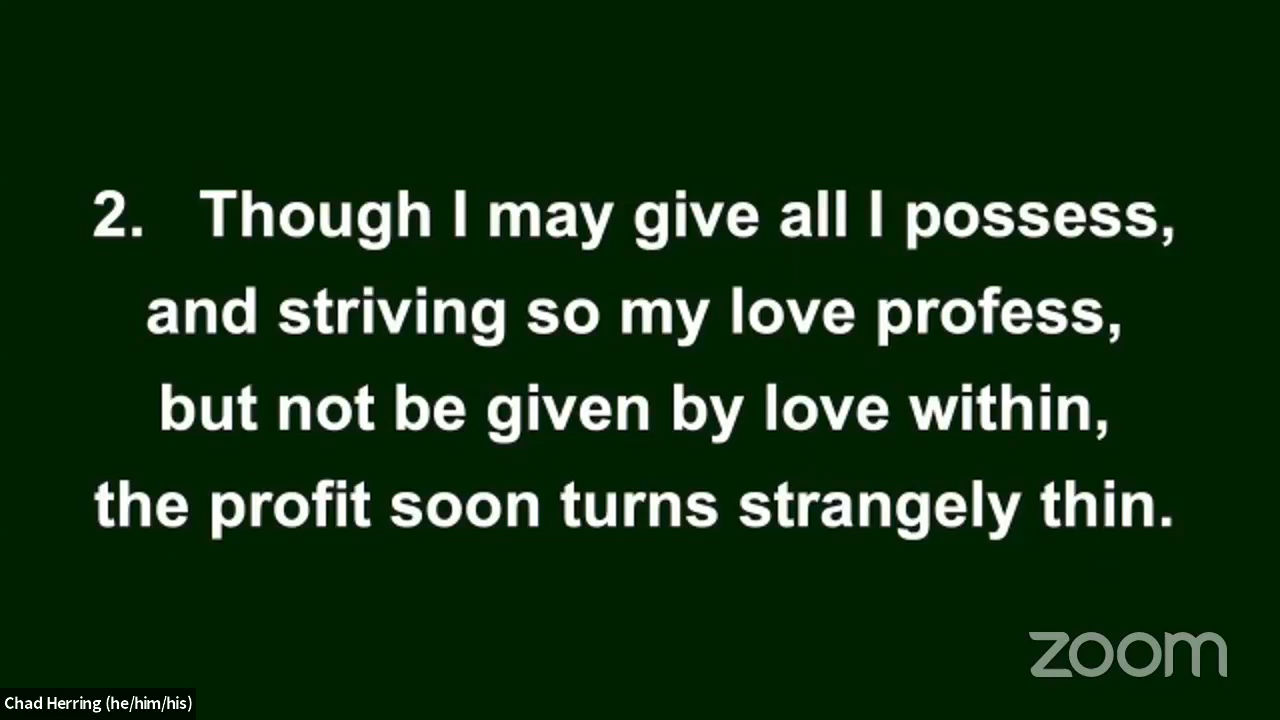 2. Though I may give all I possess,
and striving so my love profess,
but not be given by love within,
the profit soon turns strangely thin.
zoom
Chad Herring (he/him/his)